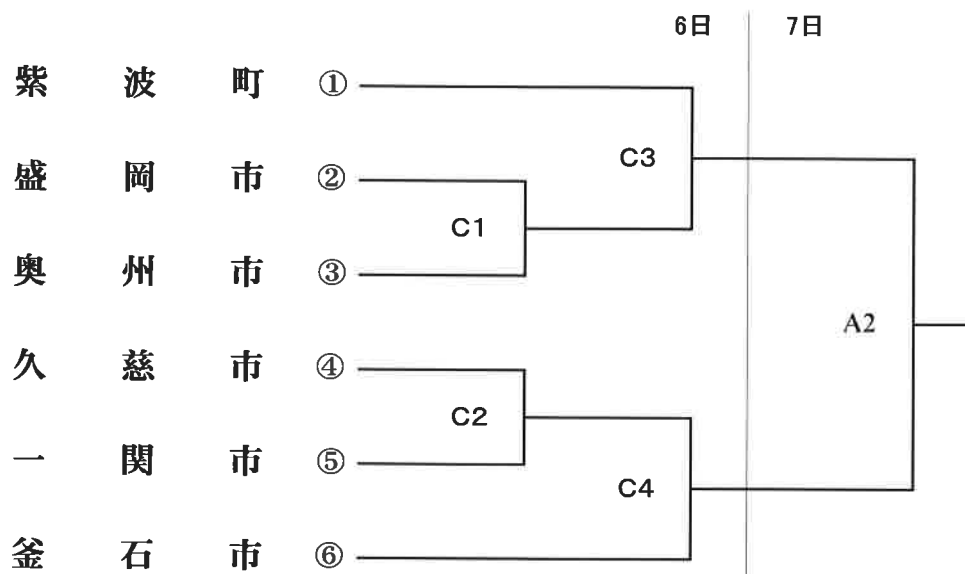 6日 7日
紫波町 ①
C3
盛岡市 ②
C1
奥州市 ③
A2
久慈市 ④
C2
一関市 ⑤
C4
釜石市 ⑥